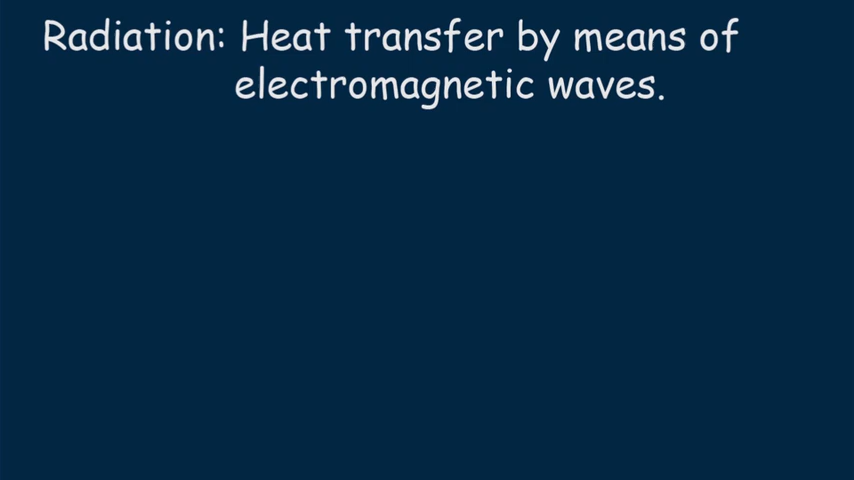 Radiation: Heat transfer by means of
electromagnetic waves.